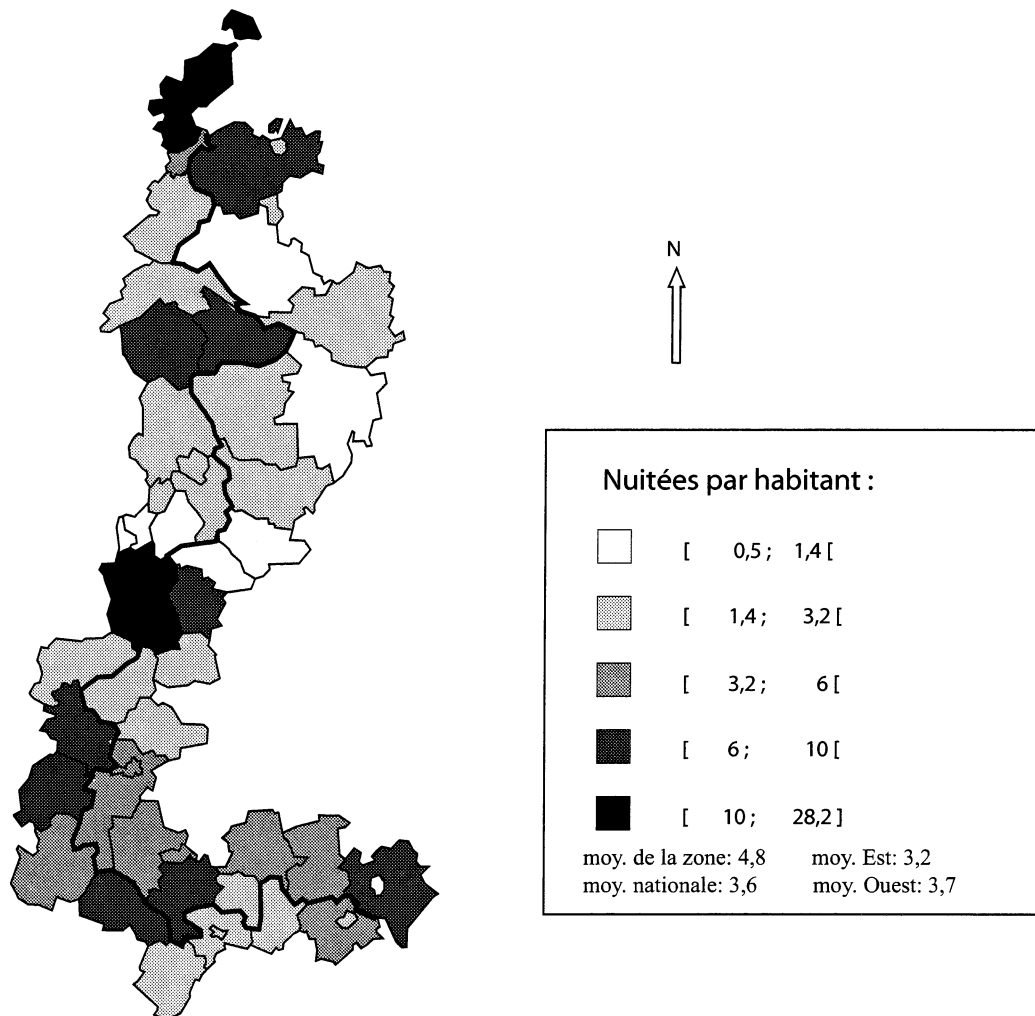 N
Nuitées par habitant :
[ 0,5 ; 1,4 [
[ 1,4 ; 3,2 [
[ 3,2 ; 6 [
[ 6 ; 10 [
[ 10 ; 28,2 ]
moy. de la zone: 4,8 moy. Est: 3,2
moy. nationale: 3,6 moy. Ouest: 3,7